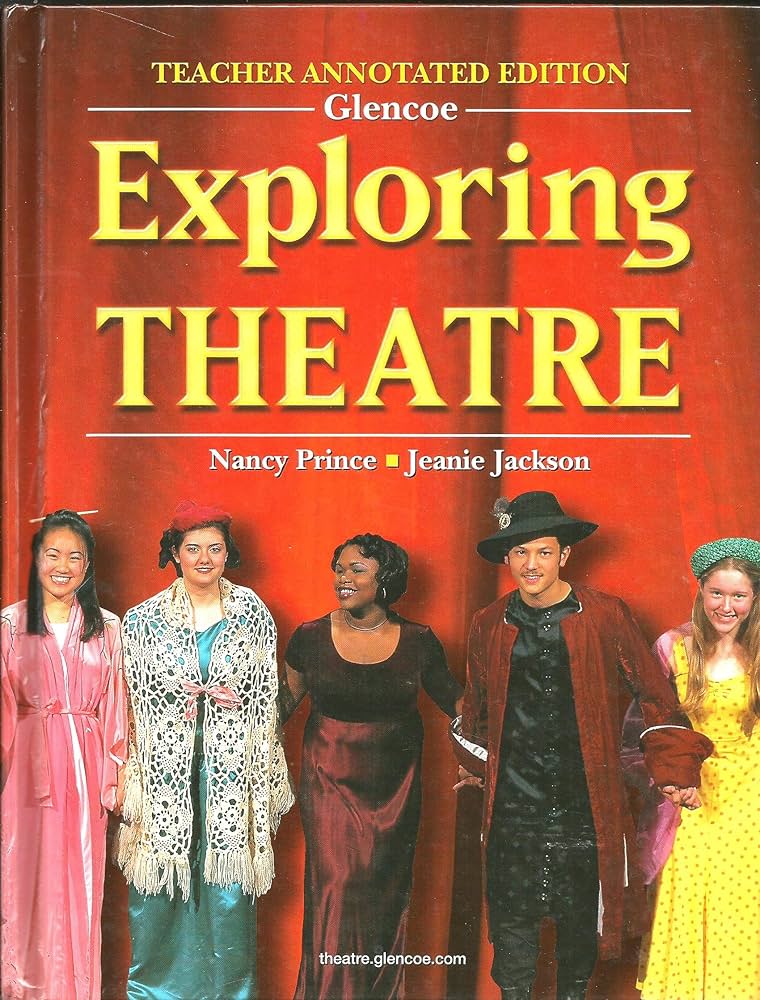 TEACHER ANNOTATED EDITION
Glencoe
Exploring
THEATRE
Nancy Prince ■ Jeanie Jackson
theatre.glencoe.com